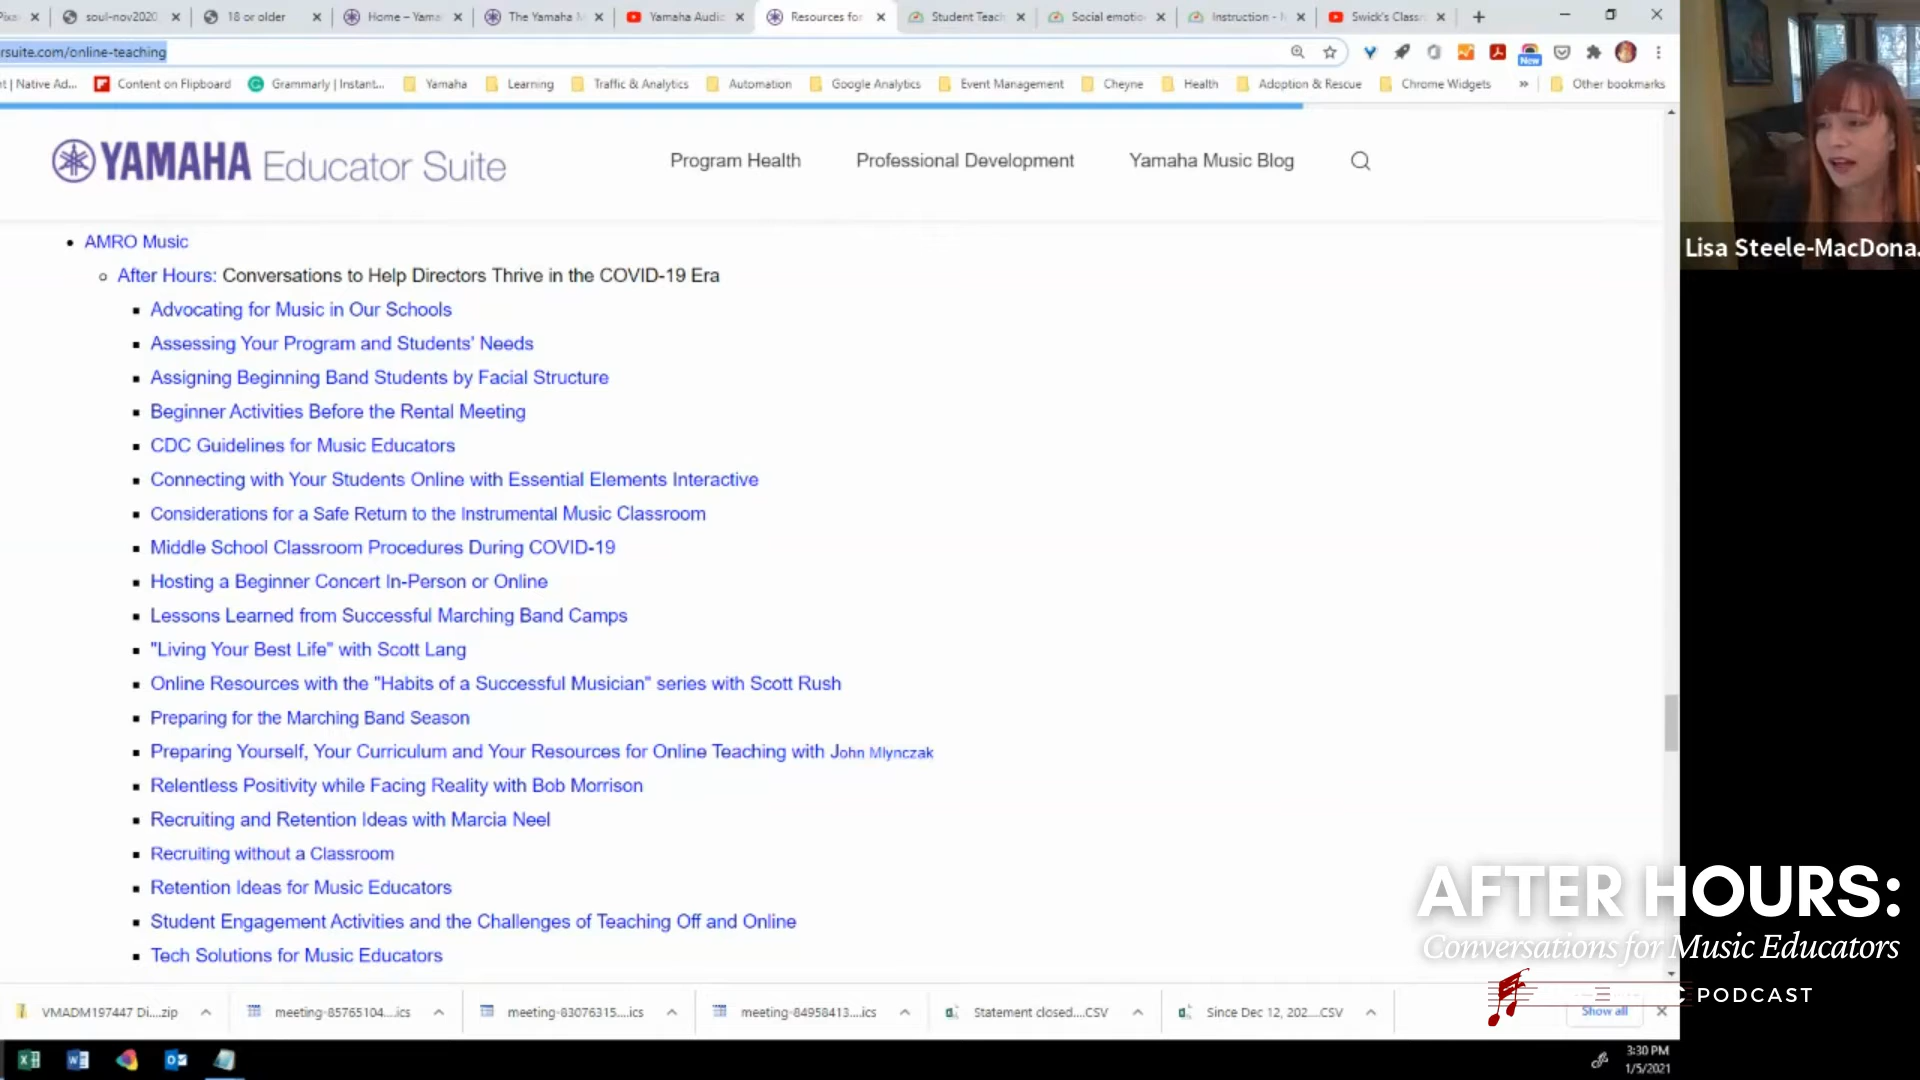 soul-nov2020
18 or older
Home – Yama
The Yamaha M
Yamaha Audi
Resources for
Student Teac
Social emotio
Instruction -
Swick's Class
rsuite.com/online-teaching
New
t | Native Ad...
Content on Flipboard
Grammarly | Instant...
Yamaha
Learning
Traffic & Analytics
Automation
Google Analytics
Event Management
Cheyne
Health
Adoption & Rescue
Chrome Widgets
»
Other bookmarks
YAMAHA Educator Suite
Program Health
Professional Development
Yamaha Music Blog
Lisa Steele-MacDona.
AMRO Music
After Hours: Conversations to Help Directors Thrive in the COVID-19 Era
Advocating for Music in Our Schools
Assessing Your Program and Students' Needs
Assigning Beginning Band Students by Facial Structure
Beginner Activities Before the Rental Meeting
CDC Guidelines for Music Educators
Connecting with Your Students Online with Essential Elements Interactive
Considerations for a Safe Return to the Instrumental Music Classroom
Middle School Classroom Procedures During COVID-19
Hosting a Beginner Concert In-Person or Online
Lessons Learned from Successful Marching Band Camps
"Living Your Best Life" with Scott Lang
Online Resources with the "Habits of a Successful Musician" series with Scott Rush
Preparing for the Marching Band Season
Preparing Yourself, Your Curriculum and Your Resources for Online Teaching with John Mlynczak
Relentless Positivity while Facing Reality with Bob Morrison
Recruiting and Retention Ideas with Marcia Neel
Recruiting without a Classroom
Retention Ideas for Music Educators
Student Engagement Activities and the Challenges of Teaching Off and Online
Tech Solutions for Music Educators
AFTER HOURS:
Conversations for Music Educators
PODCAST
VMADM197447 Di....zip
meeting-85765104....ics
meeting-83076315....ics
meeting-84958413....ics
Statement closed....CSV
Since Dec 12, 202....CSV
Show all
3:30 PM
1/5/2021